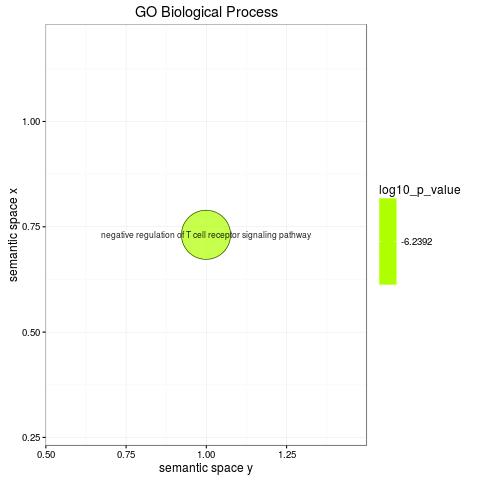 GO Biological Process
1.00
0.75
0.50
0.25
semantic space x
negative regulation of T cell receptor signaling pathway
0.50
0.75
1.00
1.25
semantic space y
log10_p_value
-6.2392